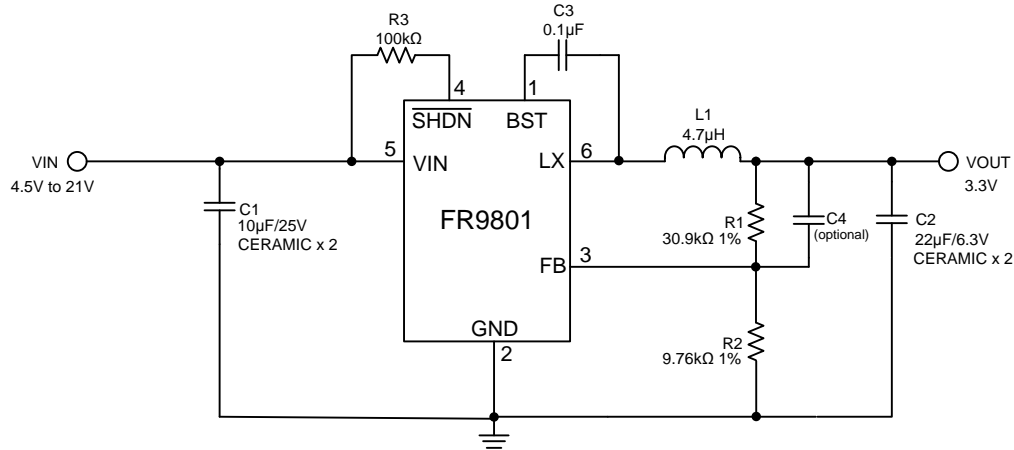 R3
100kΩ
C3
0.1µF
4
1
SHDN
BST
L1
4.7µH
VIN
4.5V to 21V
5
VIN
LX
6
VOUT
3.3V
C1
10µF/25V
CERAMIC x 2
FR9801
R1
30.9kΩ 1%
C4
(optional)
C2
22µF/6.3V
CERAMIC x 2
FB
3
GND
2
R2
9.76kΩ 1%